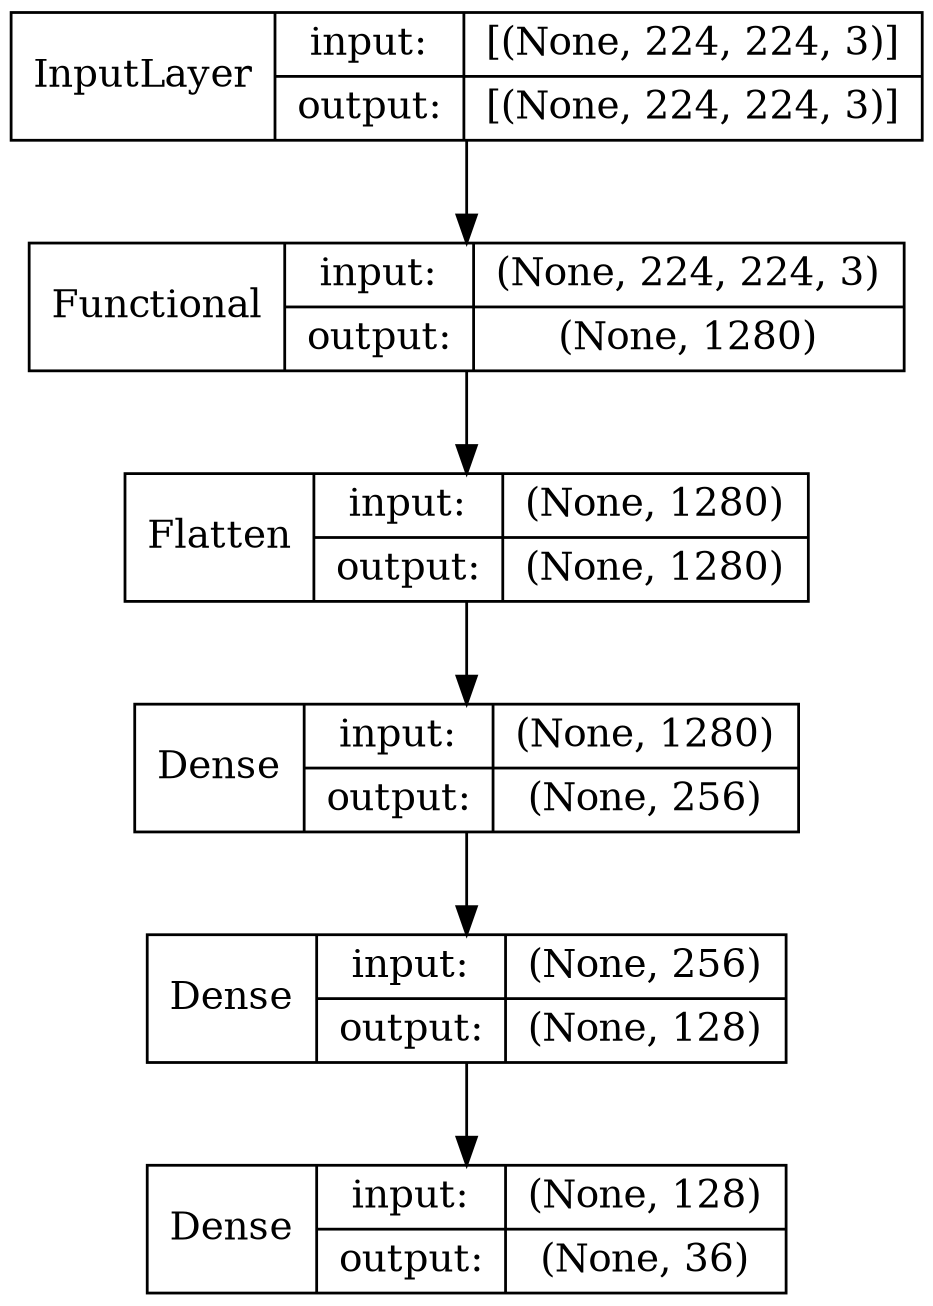 InputLayer
input:
[(None, 224, 224, 3)]
output:
[(None, 224, 224, 3)]
Functional
input:
(None, 224, 224, 3)
output:
(None, 1280)
Flatten
input:
(None, 1280)
output:
(None, 1280)
Dense
input:
(None, 1280)
output:
(None, 256)
Dense
input:
(None, 256)
output:
(None, 128)
Dense
input:
(None, 128)
output:
(None, 36)